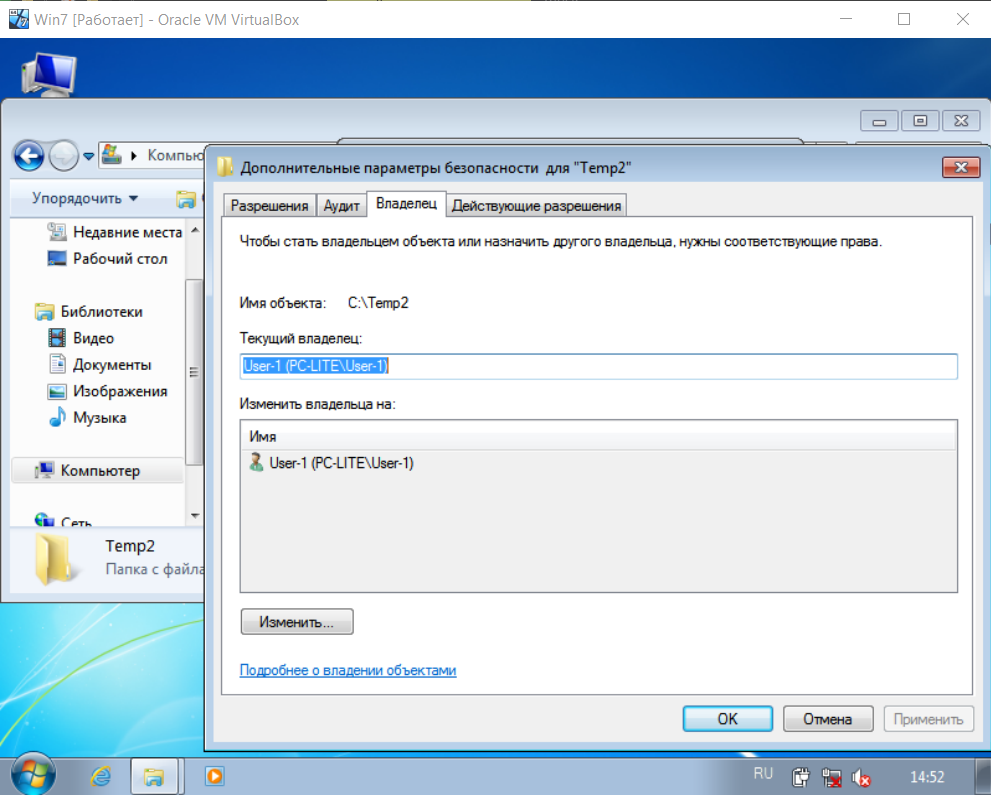 Win7 [Работает] - Oracle VM VirtualBox
Компью
Дополнительные параметры безопасности для "Temp2"
Упорядочить
Разрешения
Аудит
Владелец
Действующие разрешения
Недавние места
Рабочий стол
Библиотеки
Видео
Документы
Изображения
Музыка
Компьютер
Сеть
Temp2
Папка с файла
Чтобы стать владельцем объекта или назначить другого владельца, нужны соответствующие права.
Имя объекта: C:\Temp2
Текущий владелец:
User-1 (PC-LITE\User-1)
Изменить владельца на:
Имя
User-1 (PC-LITE\User-1)
Изменить...
Подробнее о владении объектами
OK
Отмена
Применить
RU
14:52